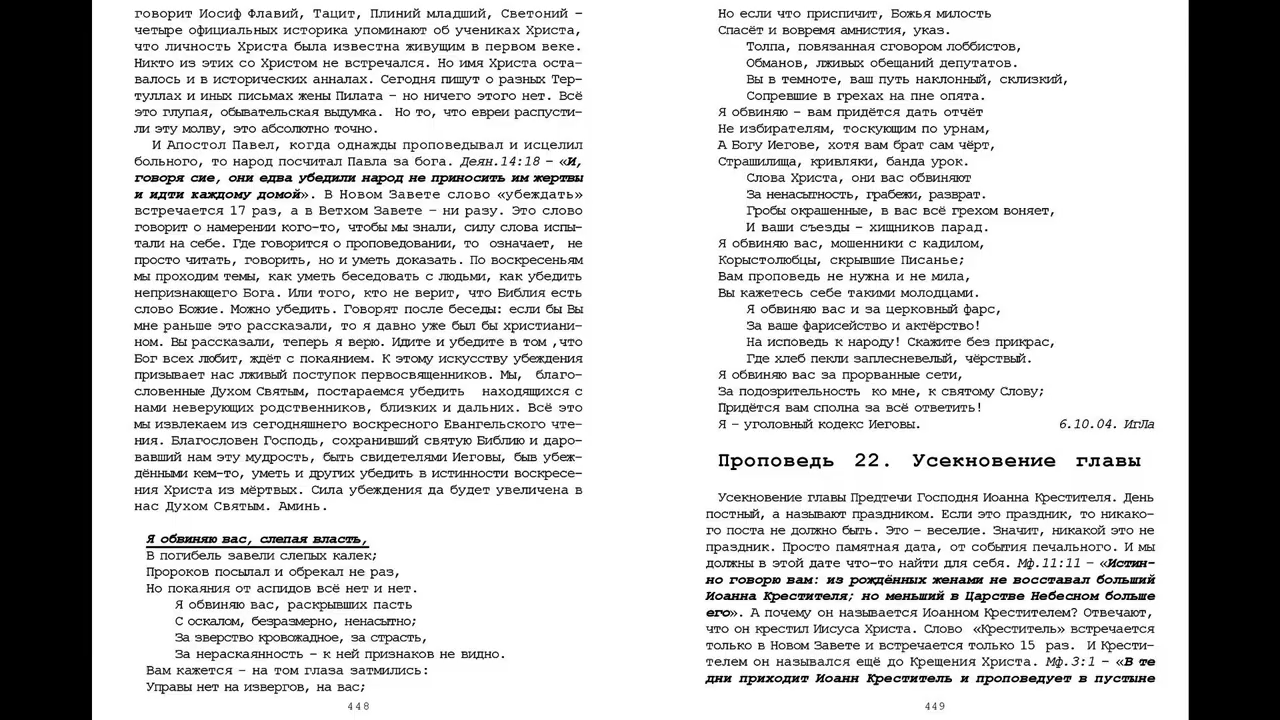 говорит Иосиф Флавий, Тацит, Плиний младший, Светоний –
четыре официальных историка упоминают об учениках Христа,
что личность Христа была известна живущим в первом веке.
Никто из этих со Христом не встречался. Но имя Христа оста-
валось и в исторических анналах. Сегодня пишут о разных Тер-
туллах и иных письмах жены Пилата – но ничего этого нет. Всё
это глупая, обывательская выдумка. Но то, что евреи распусти-
ли эту молву, это абсолютно точно.
И Апостол Павел, когда однажды проповедывал и исцелил
больного, то народ посчитал Павла за бога. Деян.14:18 – «И,
говоря сие, они едва убедили народ не приносить им жертвы
и идти каждому домой». В Новом Завете слово «убеждать»
встречается 17 раз, а в Ветхом Завете – ни разу. Это слово
говорит о намерении кого-то, чтобы мы знали, силу слова испы-
тали на себе. Где говорится о проповедовании, то означает, не
просто читать, говорить, но и уметь доказать. По воскресеньям
мы проходим темы, как уметь беседовать с людьми, как убедить
непризнающего Бога. Или того, кто не верит, что Библия есть
слово Божие. Можно убедить. Говорят после беседы: если бы Вы
мне раньше это рассказали, то я давно уже был бы христиани-
ном. Вы рассказали, теперь я верю. Идите и убедите в том ,что
Бог всех любит, ждёт с покаянием. К этому искусству убеждения
призывает нас лживый поступок первосвященников. Мы, благо-
словенные Духом Святым, постараемся убедить находящихся с
нами неверующих родственников, близких и дальних. Всё это
мы извлекаем из сегодняшнего воскресного Евангельского чте-
ния. Благословен Господь, сохранивший святую Библию и даро-
вавший нам эту мудрость, быть свидетелями Иеговы, быв убеж-
дёнными кем-то, уметь и других убедить в истинности воскресе-
ния Христа из мёртвых. Сила убеждения да будет увеличена в
нас Духом Святым. Аминь.
Я обвиняю вас, слепая власть,
В погибель завели слепых калек;
Пророков посылал и обрекал не раз,
Но покаяния от аспидов всё нет и нет.
Я обвиняю вас, раскрывших пасть
С оскалом, безразмерно, ненасытно;
За зверство кровожадное, за страсть,
За нераскаянность – к ней признаков не видно.
Вам кажется – на том глаза затмились:
Управы нет на извергов, на вас;
448
Но если что приспичит, Божья милость
Спасёт и вовремя амнистия, указ.
Толпа, повязанная сговором лоббистов,
Обманов, лживых обещаний депутатов.
Вы в темноте, ваш путь наклонный, склизкий,
Сопревшие в грехах на пне опята.
Я обвиняю – вам придётся дать отчёт
Не избирателям, тоскующим по урнам,
А Богу Иегове, хотя вам брат сам чёрт,
Страшилища, кривляки, банда урок.
Слова Христа, они вас обвиняют
За ненасытность, грабежи, разврат.
Гробы окрашенные, в вас всё грехом воняет,
И ваши съезды – хищников парад.
Я обвиняю вас, мошенники с кадилом,
Корыстолюбцы, скрывшие Писанье;
Вам проповедь не нужна и не мила,
Вы кажетесь себе такими молодцами.
Я обвиняю вас и за церковный фарс,
За ваше фарисейство и актёрство!
На исповедь к народу! Скажите без прикрас,
Где хлеб пекли заплесневелый, чёрствый.
Я обвиняю вас за прорванные сети,
За подозрительность ко мне, к святому Слову;
Придётся вам сполна за всё ответить!
Я – уголовный кодекс Иеговы. 6.10.04. ИгЛа
Проповедь 22. Усекновение главы
Усекновение главы Предтечи Господня Иоанна Крестителя. День
постный, а называют праздником. Если это праздник, то никако-
го поста не должно быть. Это – веселие. Значит, никакой это не
праздник. Просто памятная дата, от события печального. И мы
должны в этой дате что-то найти для себя. Мф.11:11 – «Истин-
но говорю вам: из рождённых женами не восставал больший
Иоанна Крестителя; но меньший в Царстве Небесном больше
его». А почему он называется Иоанном Крестителем? Отвечают,
что он крестил Иисуса Христа. Слово «Креститель» встречается
только в Новом Завете и встречается только 15 раз. И Крести-
телем он назывался ещё до Крещения Христа. Мф.3:1 – «В те
дни приходит Иоанн Креститель и проповедует в пустыне
449